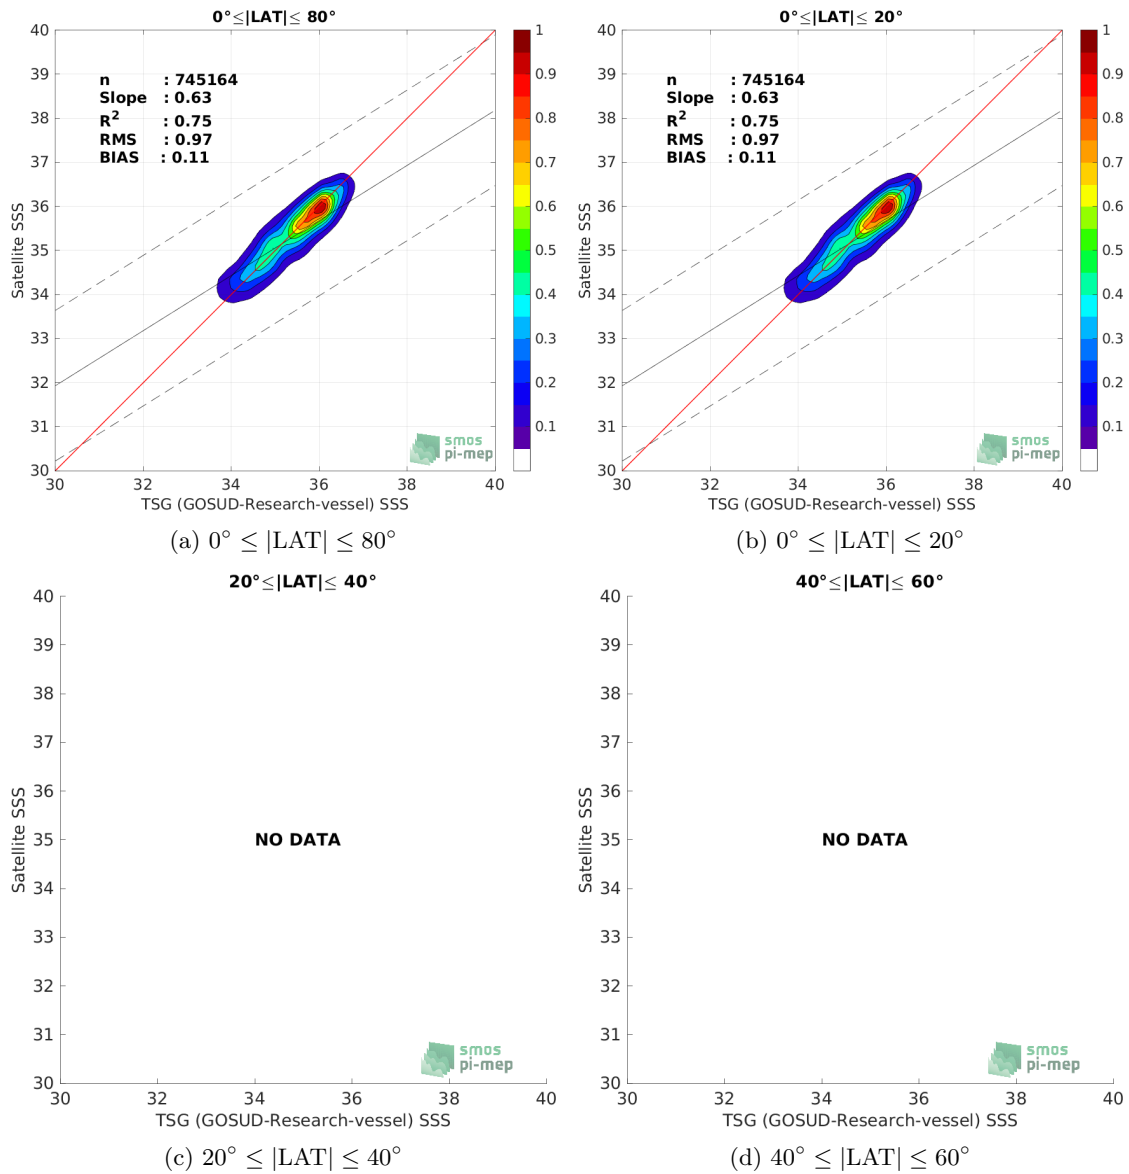 0°≤|LAT|≤ 80°
40
39
38
37
36
35
34
33
32
31
30
Satellite SSS
n : 745164
Slope : 0.63
R2 : 0.75
RMS : 0.97
BIAS : 0.11
smos
pi-mep
30 32 34 36 38 40
TSG (GOSUD-Research-vessel) SSS
1
0.9
0.8
0.7
0.6
0.5
0.4
0.3
0.2
0.1
(a) 0° ≤ |LAT| ≤ 80°
0°≤|LAT|≤ 20°
40
39
38
37
36
35
34
33
32
31
30
Satellite SSS
n : 745164
Slope : 0.63
R2 : 0.75
RMS : 0.97
BIAS : 0.11
smos
pi-mep
30 32 34 36 38 40
TSG (GOSUD-Research-vessel) SSS
1
0.9
0.8
0.7
0.6
0.5
0.4
0.3
0.2
0.1
(b) 0° ≤ |LAT| ≤ 20°
20°≤|LAT|≤ 40°
40
39
38
37
36
35
34
33
32
31
30
Satellite SSS
NO DATA
smos
pi-mep
30 32 34 36 38 40
TSG (GOSUD-Research-vessel) SSS
(c) 20° ≤ |LAT| ≤ 40°
40°≤|LAT|≤ 60°
40
39
38
37
36
35
34
33
32
31
30
Satellite SSS
NO DATA
smos
pi-mep
30 32 34 36 38 40
TSG (GOSUD-Research-vessel) SSS
(d) 40° ≤ |LAT| ≤ 60°